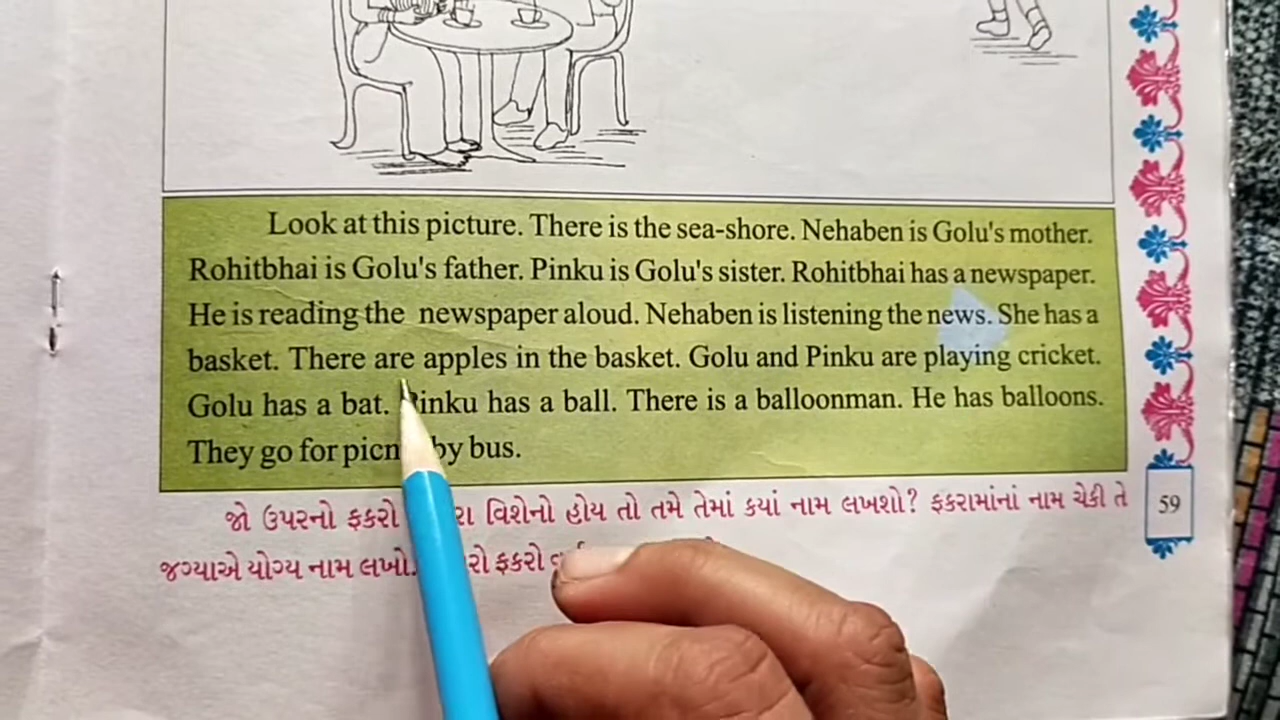 Look at this picture. There is the sea-shore. Nehaben is Golu's mother.
Rohitbhai is Golu's father. Pinku is Golu's sister. Rohitbhai has a newspaper.
He is reading the newspaper aloud. Nehaben is listening the news. She has a
basket. There are apples in the basket. Golu and Pinku are playing cricket.
Golu has a bat. Pinku has a ball. There is a balloonman. He has balloons.
They go for by bus.
જો ઉપરનો ફકરો વિશેનો હોય તો તમે તેમાં કયાં નામ લખશો? ફકરામાંનાં નામ ચેકી તે
59
જગ્યાએ યોગ્ય નામ લખો. ફકરો